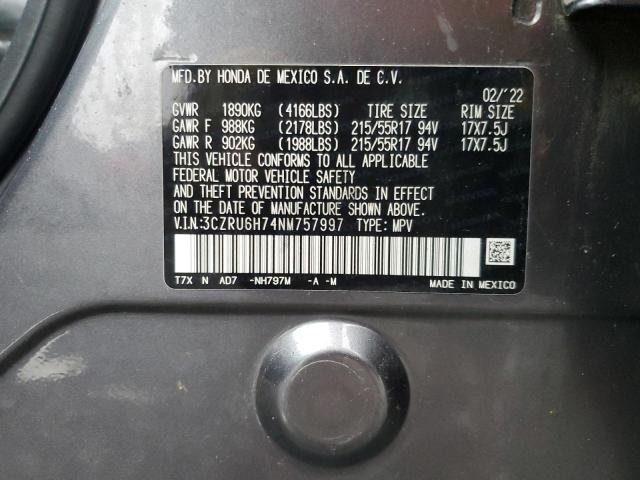 MFD.BY HONDA DE MEXICO S.A. DE C.V.
02/'22
GVWR 1890KG (4166LBS) TIRE SIZE RIM SIZE
GAWR F 988KG (2178LBS) 215/55R17 94V 17X7.5J
GAWR R 902KG (1988LBS) 215/55R17 94V 17X7.5J
THIS VEHICLE CONFORMS TO ALL APPLICABLE
FEDERAL MOTOR VEHICLE SAFETY
AND THEFT PREVENTION STANDARDS IN EFFECT
ON THE DATE OF MANUFACTURE SHOWN ABOVE.
V.I.N:3CZRU6H74NM757997 TYPE: MPV
T7X N AD7 -NH797M -A -M MADE IN MEXICO